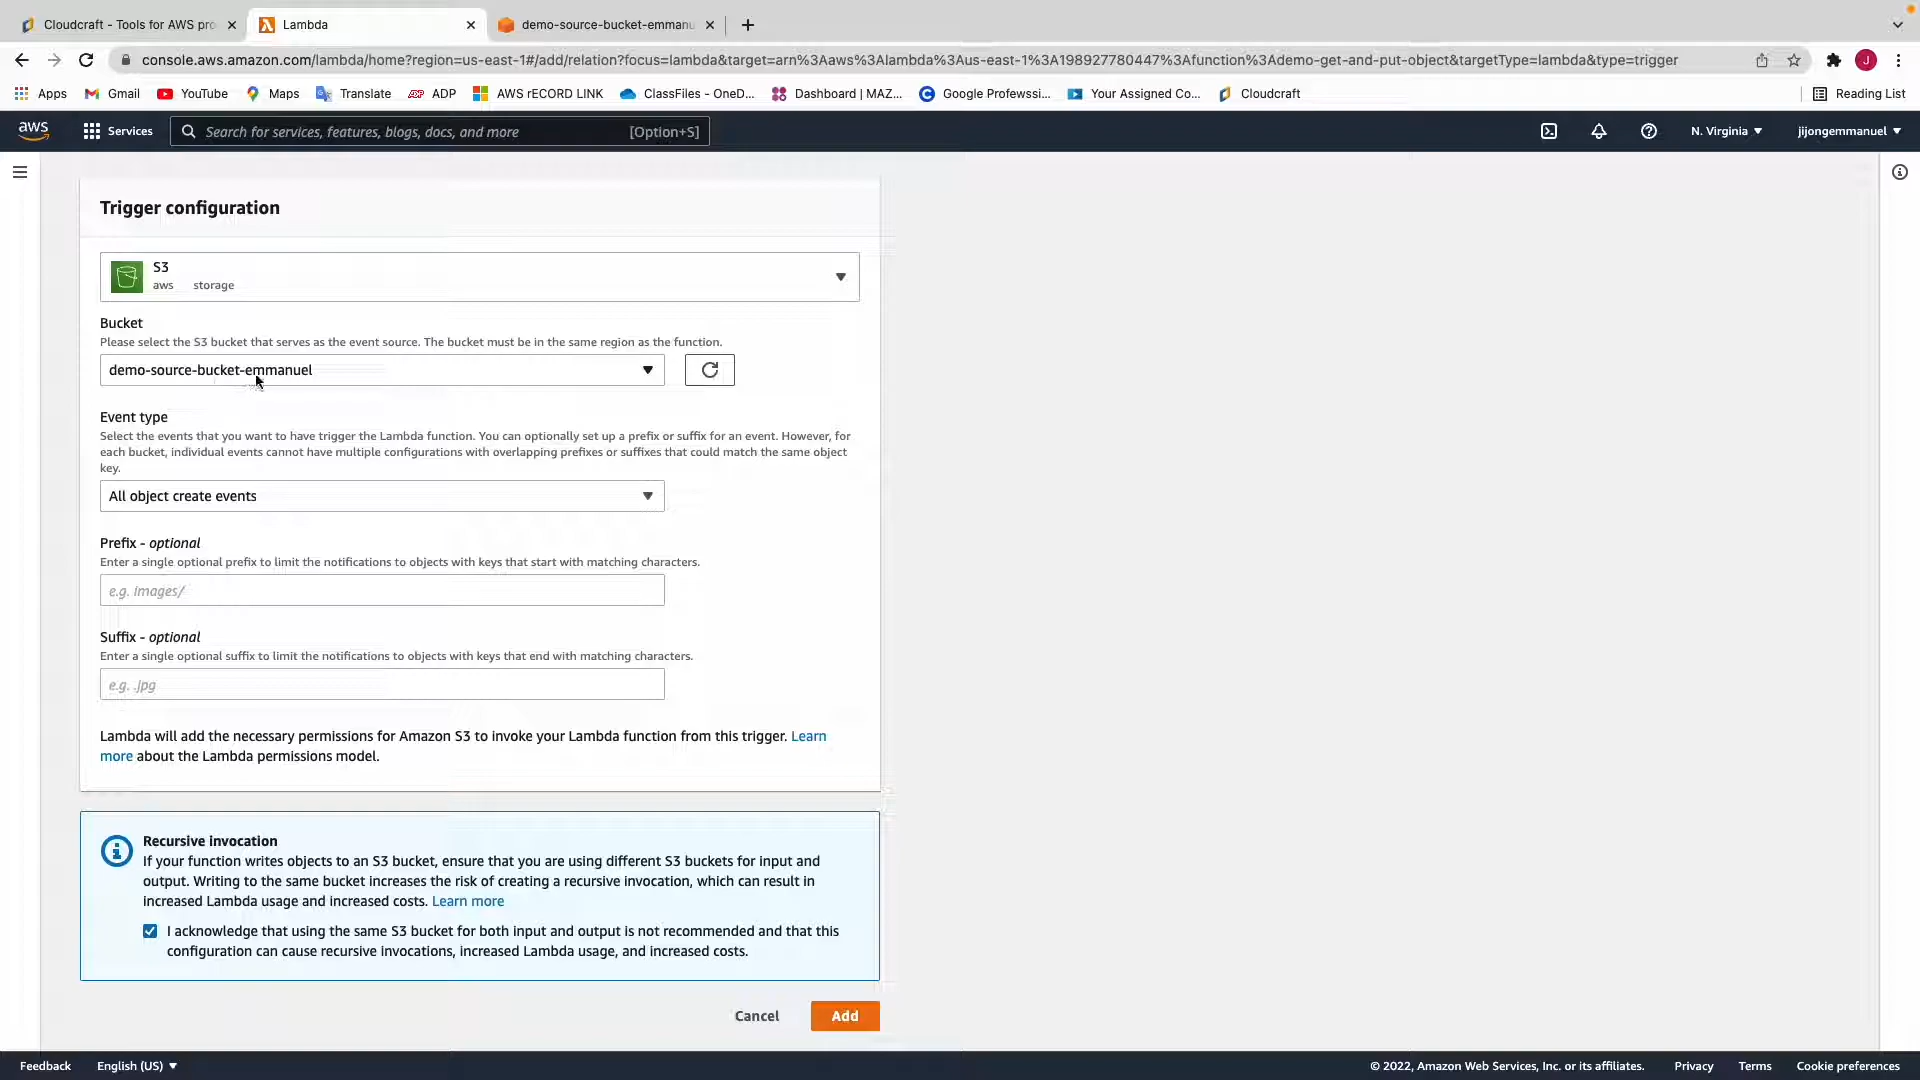 Cloudcraft - Tools for AWS pro
Lambda
demo-source-bucket-emmanu
console.aws.amazon.com/lambda/home?region=us-east-1#/add/relation?focus=lambda&target=arn%3Aaws%3Alambda%3Aus-east-1%3A198927780447%3Afunction%3Ademo-get-and-put-object&targetType=lambda&type=trigger
J
Apps
Gmail
YouTube
Maps
Translate
ADP
AWS rECORD LINK
ClassFiles - OneD...
Dashboard | MAZ...
Google Profewssi...
Your Assigned Co...
Cloudcraft
Reading List
aws
Services
Search for services, features, blogs, docs, and more
[Option+S]
N. Virginia
jijongemmanuel
Trigger configuration
S3
aws storage
Bucket
Please select the S3 bucket that serves as the event source. The bucket must be in the same region as the function.
demo-source-bucket-emmanuel
Event type
Select the events that you want to have trigger the Lambda function. You can optionally set up a prefix or suffix for an event. However, for
each bucket, individual events cannot have multiple configurations with overlapping prefixes or suffixes that could match the same object
key.
All object create events
Prefix - optional
Enter a single optional prefix to limit the notifications to objects with keys that start with matching characters.
e.g. images/
Suffix - optional
Enter a single optional suffix to limit the notifications to objects with keys that end with matching characters.
e.g. .jpg
Lambda will add the necessary permissions for Amazon S3 to invoke your Lambda function from this trigger. Learn
more about the Lambda permissions model.
Recursive invocation
If your function writes objects to an S3 bucket, ensure that you are using different S3 buckets for input and
output. Writing to the same bucket increases the risk of creating a recursive invocation, which can result in
increased Lambda usage and increased costs. Learn more
I acknowledge that using the same S3 bucket for both input and output is not recommended and that this
configuration can cause recursive invocations, increased Lambda usage, and increased costs.
Cancel
Add
Feedback
English (US)
© 2022, Amazon Web Services, Inc. or its affiliates.
Privacy
Terms
Cookie preferences